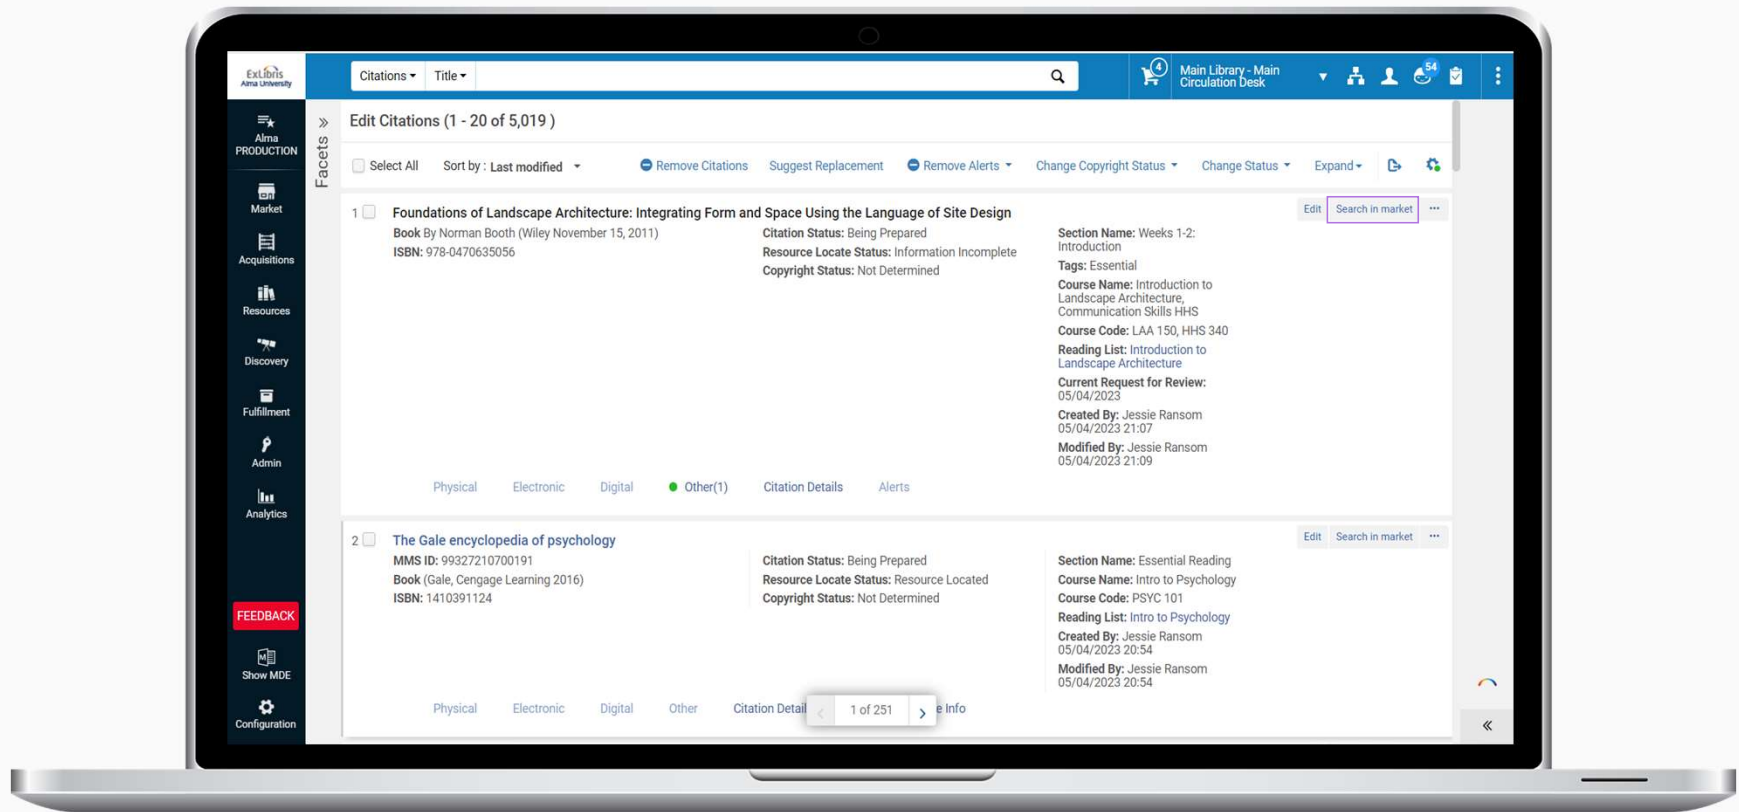 ExLibris
Alma University
Citations
Title
4
Main Library - Main
Circulation Desk
54
Alma
PRODUCTION
Market
Acquisitions
Resources
Discovery
Fulfillment
Admin
Analytics
FEEDBACK
Show MDE
Configuration
Facets
Edit Citations (1 - 20 of 5,019 )
Select All
Sort by : Last modified
Remove Citations
Suggest Replacement
Remove Alerts
Change Copyright Status
Change Status
Expand
1
Foundations of Landscape Architecture: Integrating Form and Space Using the Language of Site Design
Edit
Search in market
Book By Norman Booth (Wiley November 15, 2011)
ISBN: 978-0470635056
Citation Status: Being Prepared
Resource Locate Status: Information Incomplete
Copyright Status: Not Determined
Section Name: Weeks 1-2:
Introduction
Tags: Essential
Course Name: Introduction to
Landscape Architecture,
Communication Skills HHS
Course Code: LAA 150, HHS 340
Reading List: Introduction to
Landscape Architecture
Current Request for Review:
05/04/2023
Created By: Jessie Ransom
05/04/2023 21:07
Modified By: Jessie Ransom
05/04/2023 21:09
Physical
Electronic
Digital
Other(1)
Citation Details
Alerts
2
The Gale encyclopedia of psychology
Edit
Search in market
MMS ID: 99327210700191
Book (Gale, Cengage Learning 2016)
ISBN: 1410391124
Citation Status: Being Prepared
Resource Locate Status: Resource Located
Copyright Status: Not Determined
Section Name: Essential Reading
Course Name: Intro to Psychology
Course Code: PSYC 101
Reading List: Intro to Psychology
Created By: Jessie Ransom
05/04/2023 20:54
Modified By: Jessie Ransom
05/04/2023 20:54
Physical
Electronic
Digital
Other
Citation Detail
1 of 251
e Info